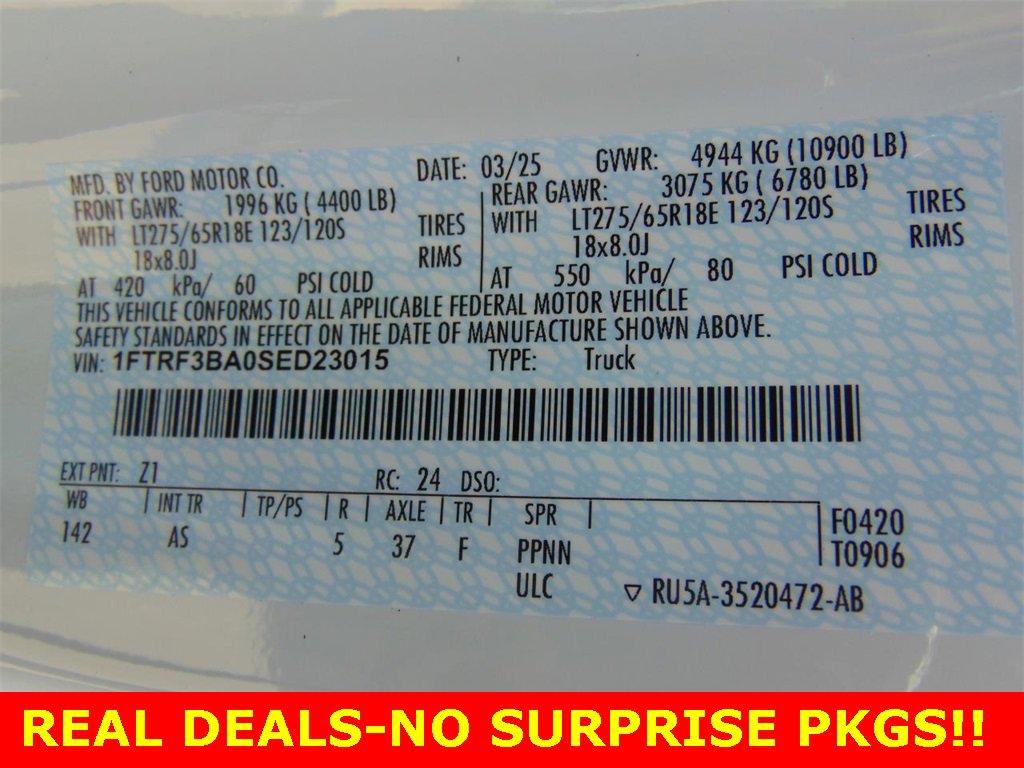 MFD. BY FORD MOTOR CO. DATE: 03/25 GVWR: 4944 KG (10900 LB)
FRONT GAWR: 1996 KG ( 4400 LB) REAR GAWR: 3075 KG ( 6780 LB)
WITH LT275/65R18E 123/120S TIRES WITH LT275/65R18E 123/120S TIRES
18x8.0J RIMS 18x8.0J RIMS
AT 420 kPa/ 60 PSI COLD AT 550 kPa/ 80 PSI COLD
THIS VEHICLE CONFORMS TO ALL APPLICABLE FEDERAL MOTOR VEHICLE
SAFETY STANDARDS IN EFFECT ON THE DATE OF MANUFACTURE SHOWN ABOVE.
VIN: 1FTRF3BA0SED23015 TYPE: Truck
EXT PNT: Z1 RC: 24 DSO:
WB INT TR TP/PS R AXLE TR SPR F0420
142 AS 5 37 F PPNN T0906
ULC ▽ RU5A-3520472-AB
REAL DEALS-NO SURPRISE PKGS!!